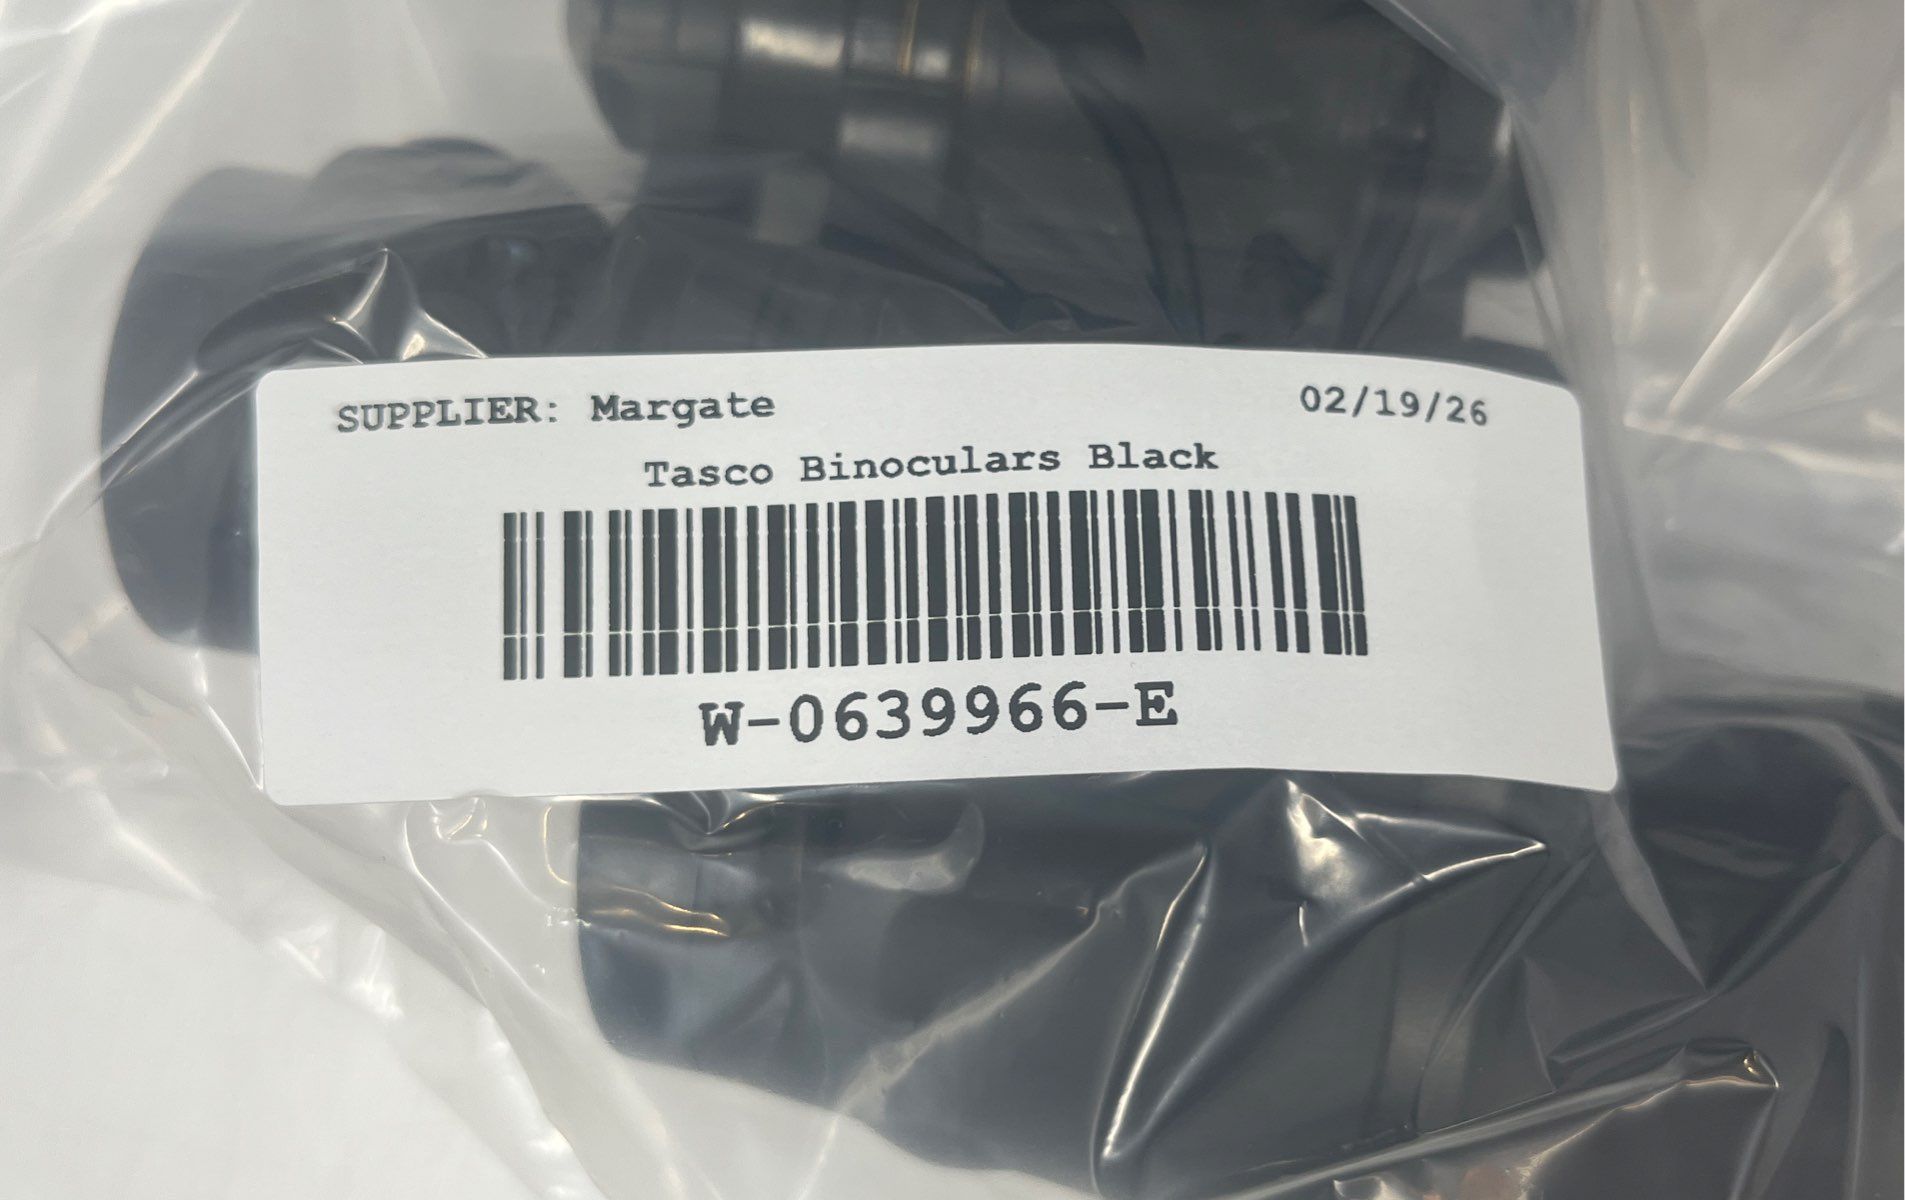 SUPPLIER: Margate 02/19/26
Tasco Binoculars Black
W-0639966-E